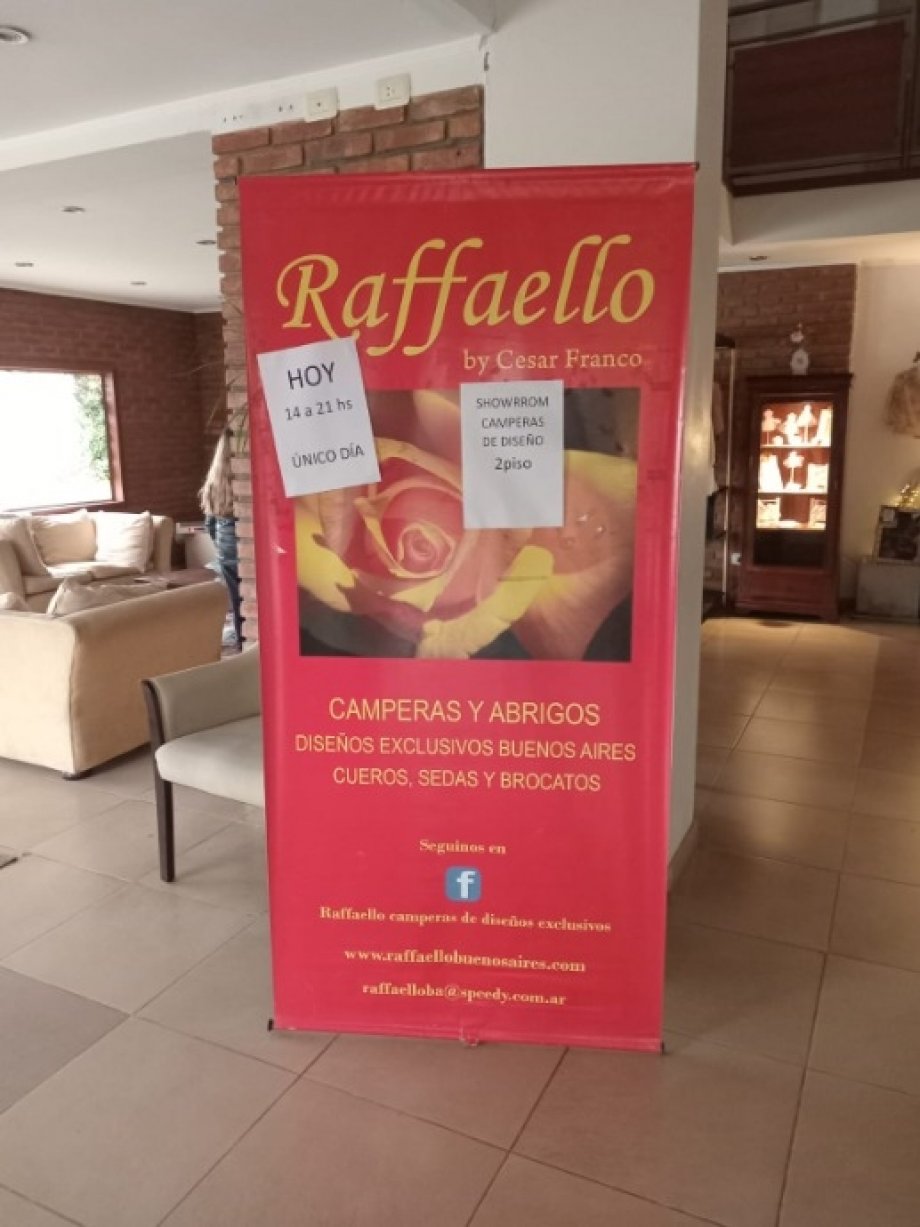 Raffaello
by Cesar Franco
HOY
14 a 21 hs
ÚNICO DÍA
SHOWRROM
CAMPERAS
DE DISEÑO
2piso
CAMPERAS Y ABRIGOS
DISEÑOS EXCLUSIVOS BUENOS AIRES
CUEROS, SEDAS Y BROCATOS
Seguinos en
f
Raffaello camperas de diseños exclusivos
www.raffaellobuenosaires.com
raffaelloba@speedy.com.ar